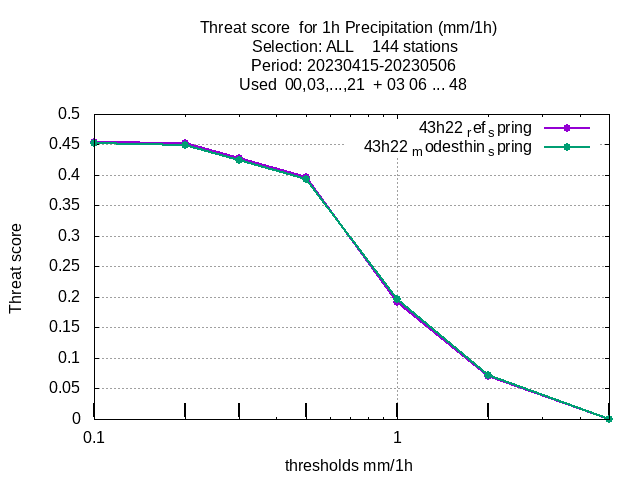 Threat score  for 1h Precipitation (mm/1h)
Selection: ALL    144 stations
Period: 20230415-20230506
Used  00,03,...,21  + 03 06 ... 48
0.5
43h22 ref spring
0.45
43h22 modesthin spring
0.4
0.35
0.3
0.25
0.2
0.15
0.1
0.05
0
Threat score
0.1
1
thresholds mm/1h